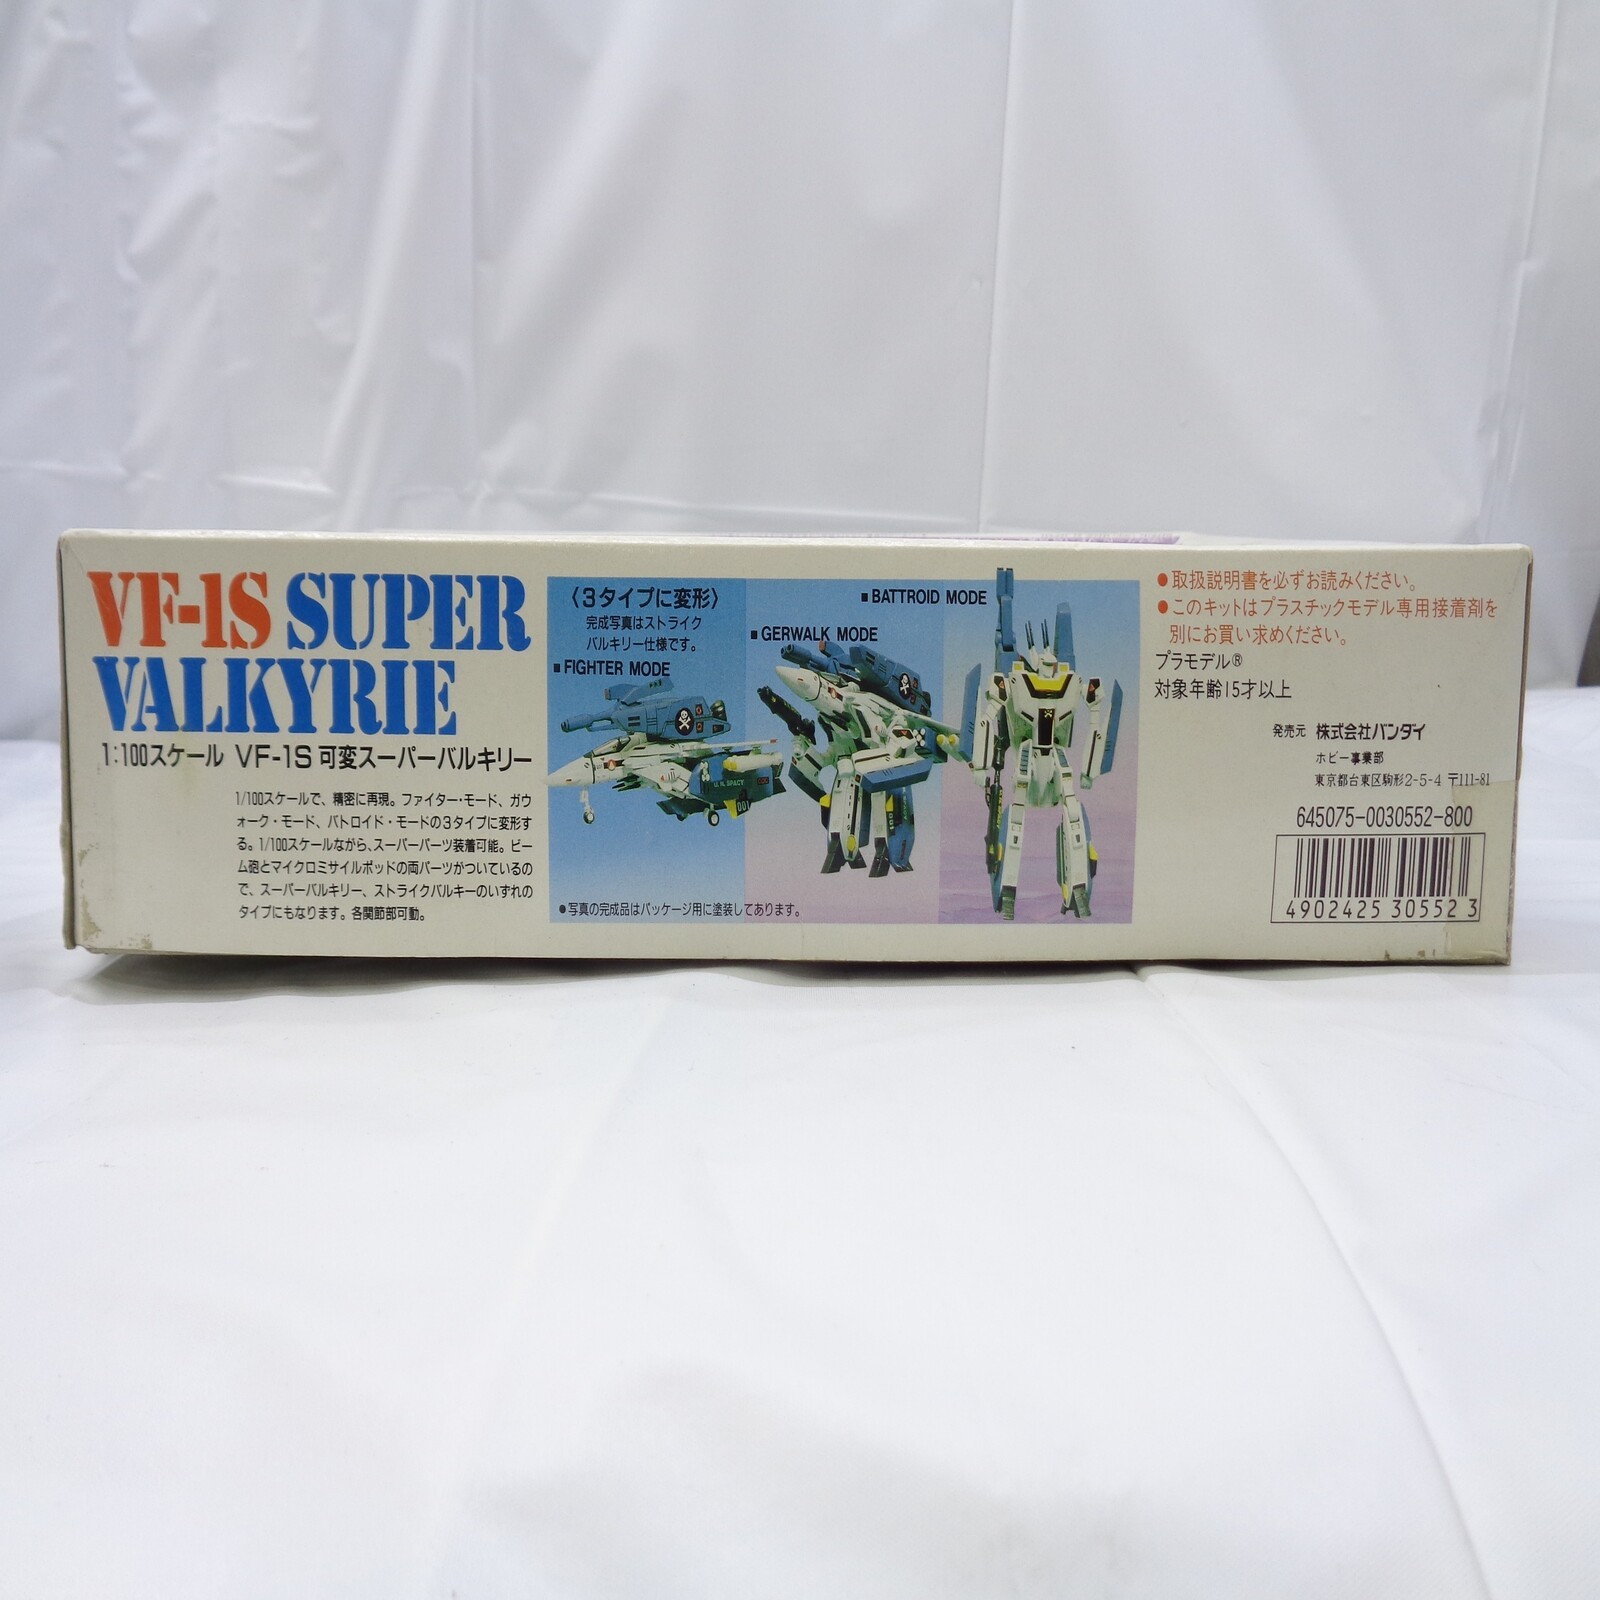 VF-1S SUPER
VALKYRIE
1:100スケール VF-1S 可変スーパーバルキリー
1/100スケールで、精密に再現。ファイター・モード、ガウ
ォーク・モード、バトロイド・モードの3タイプに変形す
る。1/100スケールながら、スーパーパーツ装着可能。ビー
ム砲とマイクロミサイルポッドの両パーツがついているの
で、スーパーバルキリー、ストライクバルキーのいずれの
タイプにもなります。各関節部可動。
〈3タイプに変形〉
完成写真はストライク
バルキリー仕様です。
■FIGHTER MODE
■GERWALK MODE
■BATTROID MODE
U.N. SPACY
001
●写真の完成品はパッケージ用に塗装してあります。
●取扱説明書を必ずお読みください。
●このキットはプラスチックモデル専用接着剤を
別にお買い求めください。
プラモデル®
対象年齢15才以上
発売元 株式会社バンダイ
ホビー事業部
東京都台東区駒形2-5-4 〒111-81
645075-0030552-800
4902425 30552 3